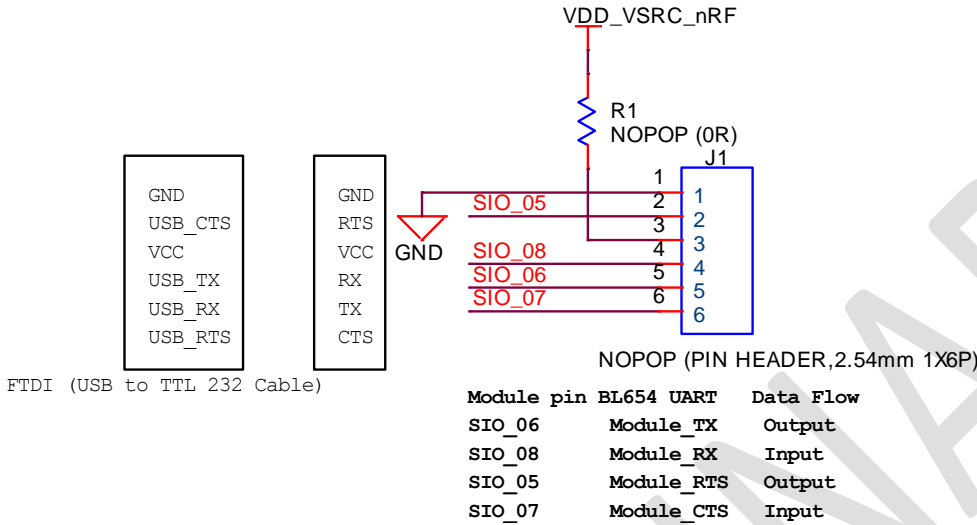 VDD_VSRC_nRF
R1
NOPOP (0R)
J1
GND
USB_CTS
VCC
USB_TX
USB_RX
USB_RTS
GND
RTS
VCC
RX
TX
CTS
FTDI (USB to TTL 232 Cable)
GND
SIO_05
SIO_08
SIO_06
SIO_07
1
2
3
4
5
6
1
2
3
4
5
6
NOPOP (PIN HEADER,2.54mm 1X6P)
Module pin BL654 UART Data Flow
SIO_06 Module_TX Output
SIO_08 Module_RX Input
SIO_05 Module_RTS Output
SIO_07 Module_CTS Input